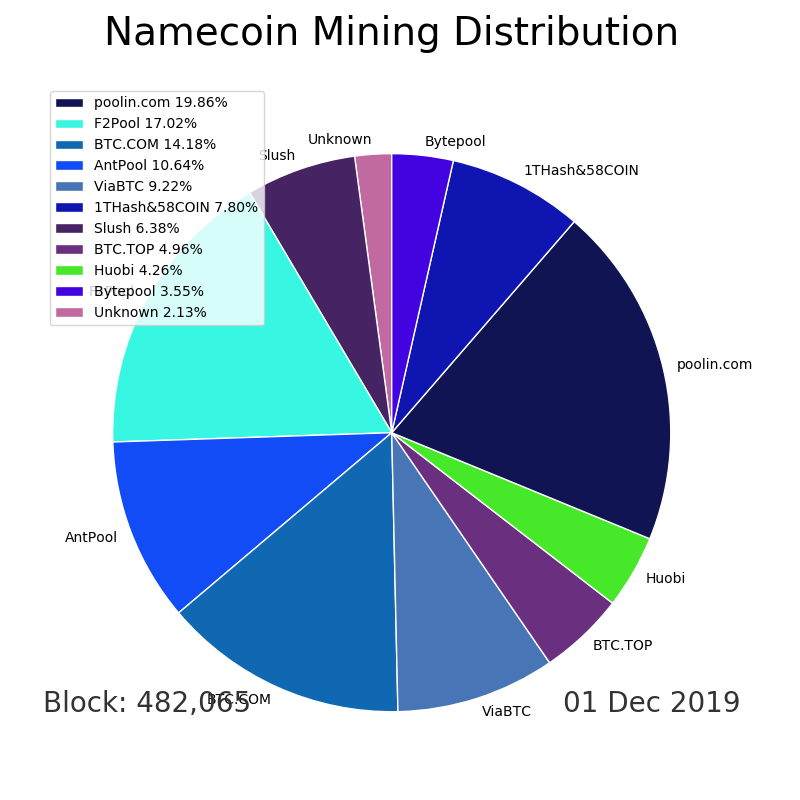 Namecoin Mining Distribution
poolin.com 19.86%
F2Pool 17.02%
BTC.COM 14.18%
AntPool 10.64%
ViaBTC 9.22%
1THash&58COIN 7.80%
Slush 6.38%
BTC.TOP 4.96%
Huobi 4.26%
Bytepool 3.55%
Unknown 2.13%
Unknown
Bytepool
Slush
1THash&58COIN
F2Pool
poolin.com
AntPool
Huobi
BTC.TOP
BTC.COM
ViaBTC
Block: 482,065
01 Dec 2019